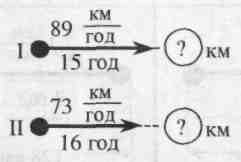 I 89 км/год 15 год ? км
II 73 км/год 16 год ? км